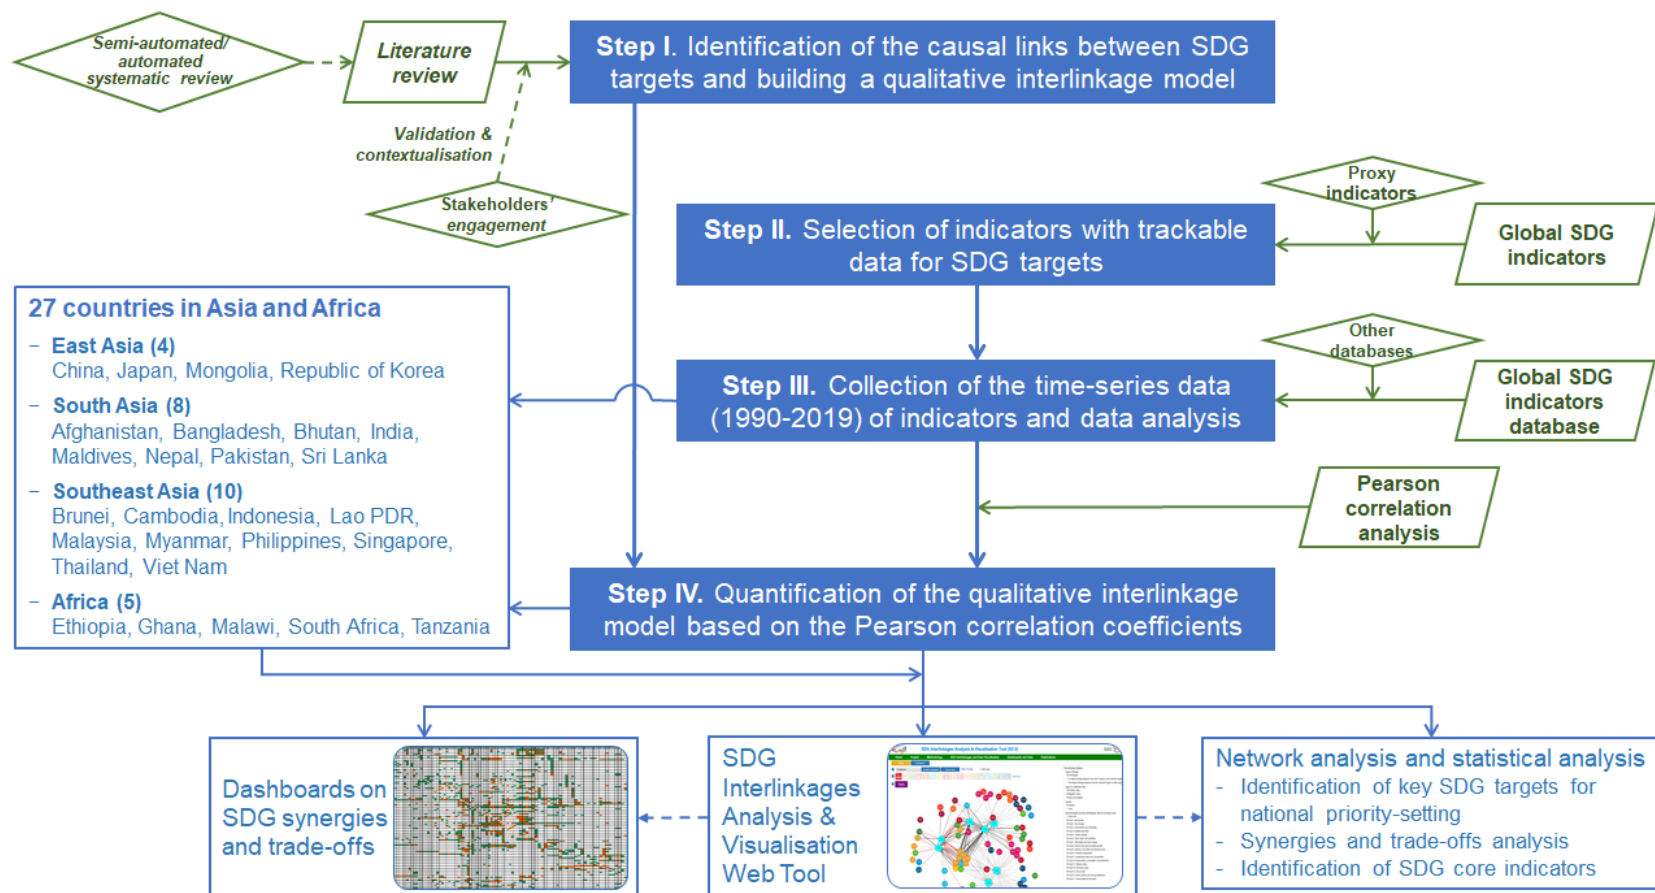 Semi-automated/
automated
systematic review
Literature
review
Step I. Identification of the causal links between SDG
targets and building a qualitative interlinkage model
Validation &
contextualisation
Stakeholders'
engagement
Proxy
indicators
Global SDG
indicators
Step II. Selection of indicators with trackable
data for SDG targets
27 countries in Asia and Africa
- East Asia (4)
China, Japan, Mongolia, Republic of Korea
- South Asia (8)
Afghanistan, Bangladesh, Bhutan, India,
Maldives, Nepal, Pakistan, Sri Lanka
- Southeast Asia (10)
Brunei, Cambodia, Indonesia, Lao PDR,
Malaysia, Myanmar, Philippines, Singapore,
Thailand, Viet Nam
- Africa (5)
Ethiopia, Ghana, Malawi, South Africa, Tanzania
Other
databases
Global SDG
indicators
database
Step III. Collection of the time-series data
(1990-2019) of indicators and data analysis
Pearson
correlation
analysis
Step IV. Quantification of the qualitative interlinkage
model based on the Pearson correlation coefficients
Dashboards on
SDG synergies
and trade-offs
SDG
Interlinkages
Analysis &
Visualisation
Web Tool
SDG Interlinkages Analysis & Visualisation Tool
Network analysis and statistical analysis
- Identification of key SDG targets for
national priority-setting
- Synergies and trade-offs analysis
- Identification of SDG core indicators